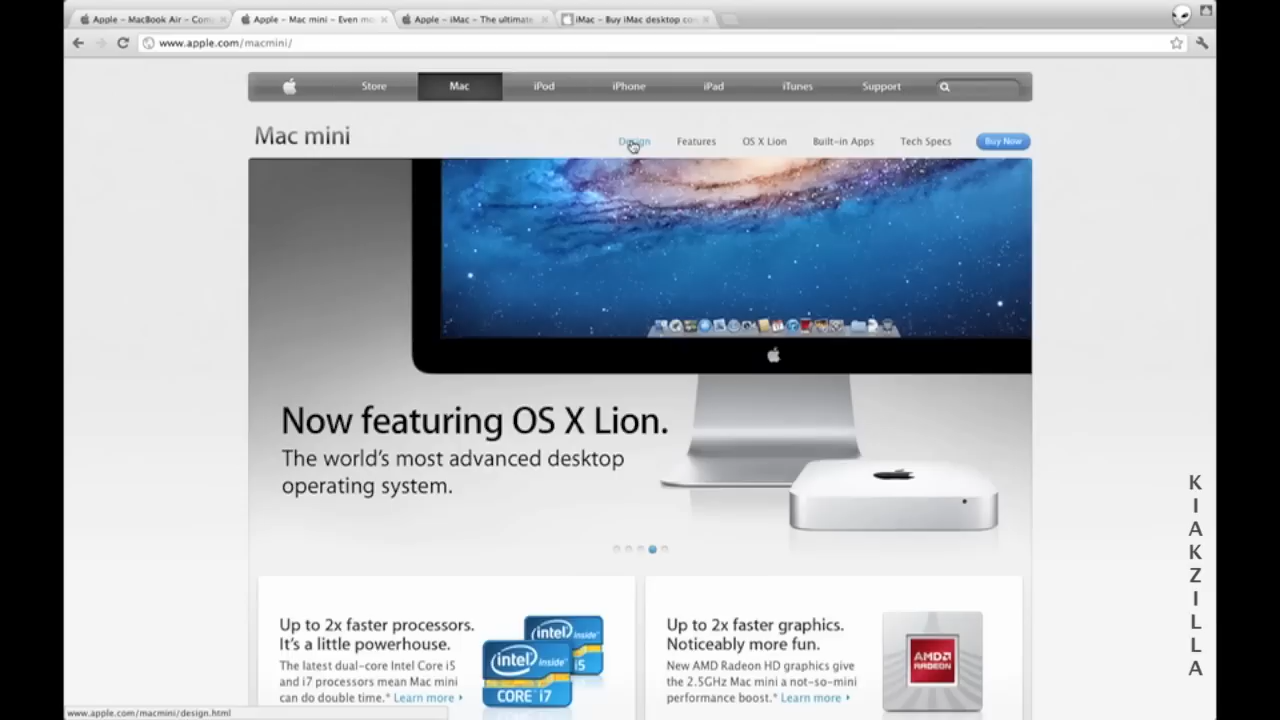 Apple - MacBook Air - Com
Apple - Mac mini - Even mo
Apple - iMac - The ultimate
iMac - Buy iMac desktop co
www.apple.com/macmini/
Store
Mac
iPod
iPhone
iPad
iTunes
Support
Mac mini
Design
Features
OS X Lion
Built-in Apps
Tech Specs
Buy Now
Now featuring OS X Lion.
The world's most advanced desktop
operating system.
Up to 2x faster processors.
It's a little powerhouse.
The latest dual-core Intel Core i5
and i7 processors mean Mac mini
can do double time.* Learn more
intel inside
i5
intel inside
CORE i7
Up to 2x faster graphics.
Noticeably more fun.
New AMD Radeon HD graphics give
the 2.5GHz Mac mini a not-so-mini
performance boost.* Learn more
AMD
RADEON
www.apple.com/macmini/design.html
KIAKZILLA